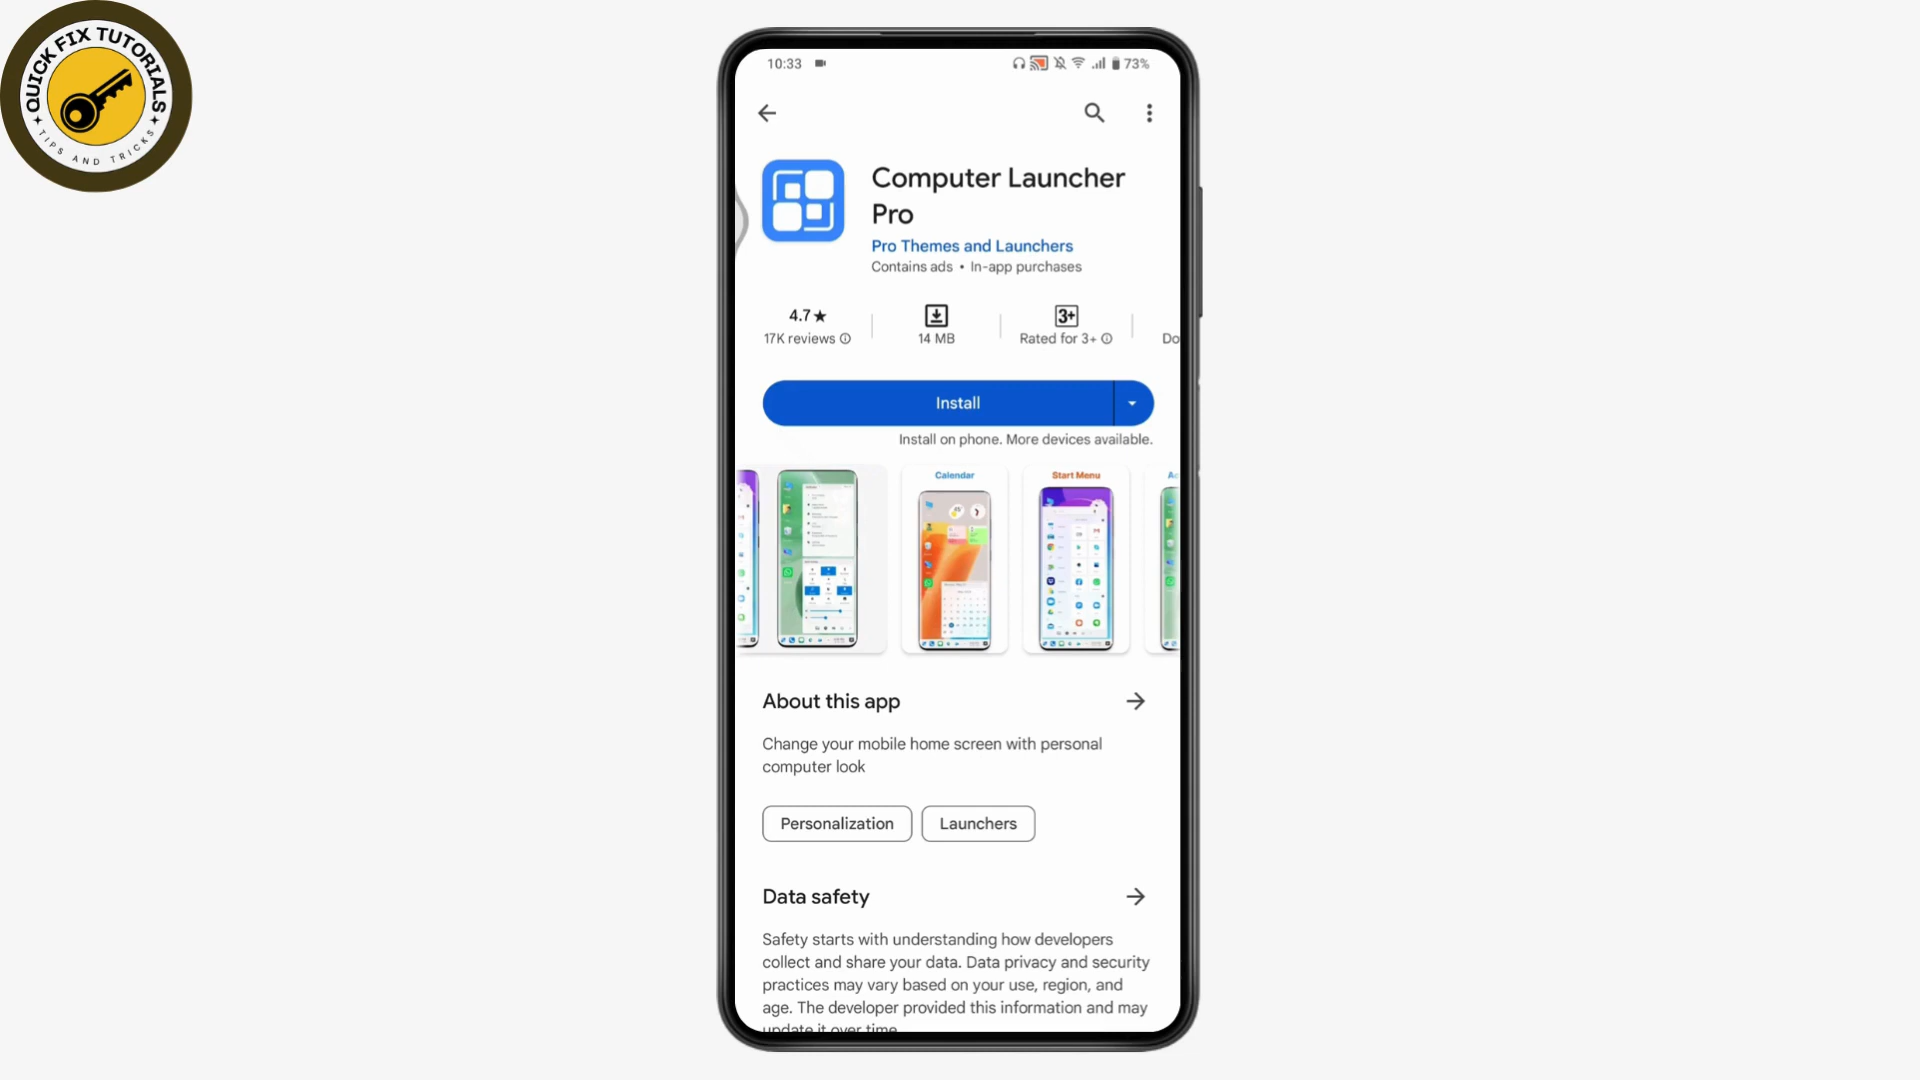 QUICK FIX TUTORIALS
TIPS AND TRICKS
10:33
73%
Computer Launcher
Pro
Pro Themes and Launchers
Contains ads • In-app purchases
4.7★
3+
17K reviews
14 MB
Rated for 3+
Do
Install
Install on phone. More devices available.
Calendar
Start Menu
About this app
Change your mobile home screen with personal
computer look
Personalization
Launchers
Data safety
Safety starts with understanding how developers
collect and share your data. Data privacy and security
practices may vary based on your use, region, and
age. The developer provided this information and may
update it over time.